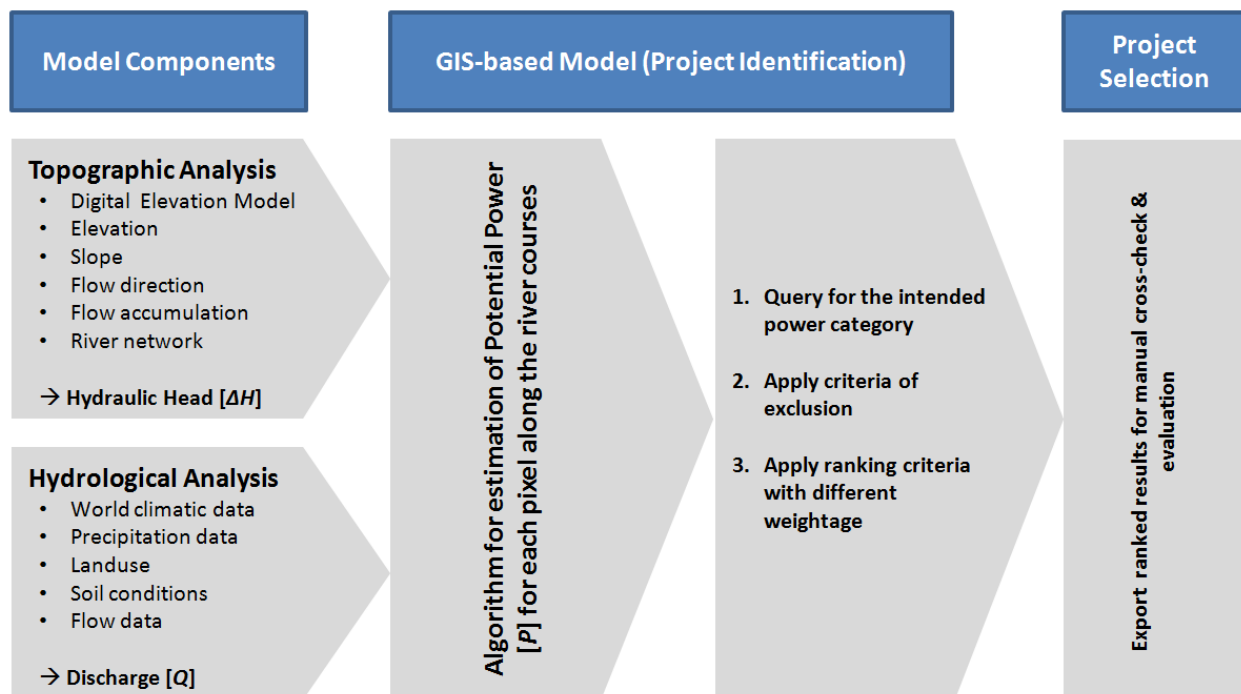 Model Components
GIS-based Model (Project Identification)
Project
Selection
Topographic Analysis
• Digital Elevation Model
• Elevation
• Slope
• Flow direction
• Flow accumulation
• River network
→ Hydraulic Head [ΔH]
Hydrological Analysis
• World climatic data
• Precipitation data
• Landuse
• Soil conditions
• Flow data
→ Discharge [Q]
Algorithm for estimation of Potential Power
[P] for each pixel along the river courses
1. Query for the intended
power category
2. Apply criteria of
exclusion
3. Apply ranking criteria
with different
weightage
Export ranked results for manual cross-check &
evaluation